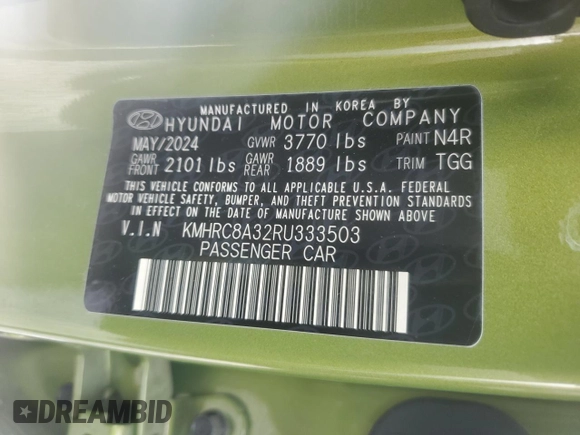 MANUFACTURED IN KOREA BY
HYUNDAI MOTOR COMPANY
MAY/2024 GVWR 3770 lbs PAINT N4R
GAWR FRONT 2101 lbs GAWR REAR 1889 lbs TRIM TGG
THIS VEHICLE CONFORMS TO ALL APPLICABLE U.S.A. FEDERAL
MOTOR VEHICLE SAFETY, BUMPER, AND THEFT PREVENTION STANDARDS
IN EFFECT ON THE DATE OF MANUFACTURE SHOWN ABOVE.
V.I.N KMHRC8A32RU333503
PASSENGER CAR
DREAMBID